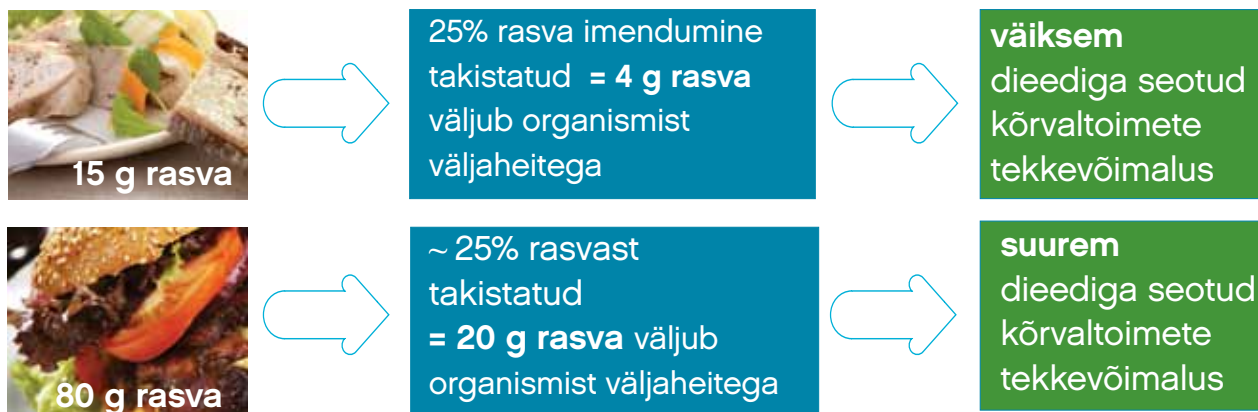 15 g rasva
25% rasva imendumine
takistatud = 4 g rasva
väljub organismist
väljaheitega
väiksem
dieediga seotud
kõrvaltoimete
tekkevõimalus
80 g rasva
~ 25% rasvast
takistatud
= 20 g rasva väljub
organismist väljaheitega
suurem
dieediga seotud
kõrvaltoimete
tekkevõimalus